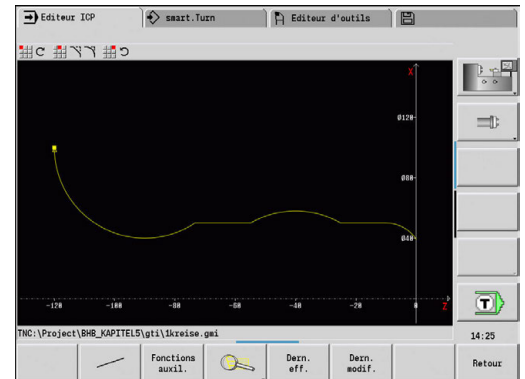 Editeur ICP
smart.Turn
Editeur d'outils
X
Ø120
Ø80
Ø40
-120 -100 -80 -60 -40 -20 0 Z
TNC:\Project\BHB_KAPITEL5\gti\1kreise.gmi
14:25
T
Fonctions auxil.
Dern. eff.
Dern. modif.
Retour